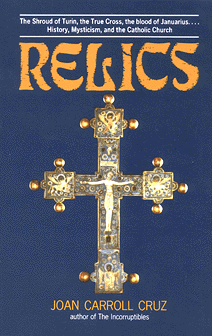 The Shroud of Turin, the True Cross, the blood of Januarius. . . .
History, Mysticism, and the Catholic Church
RELICS
JOAN CARROLL CRUZ
author of The Incorruptibles